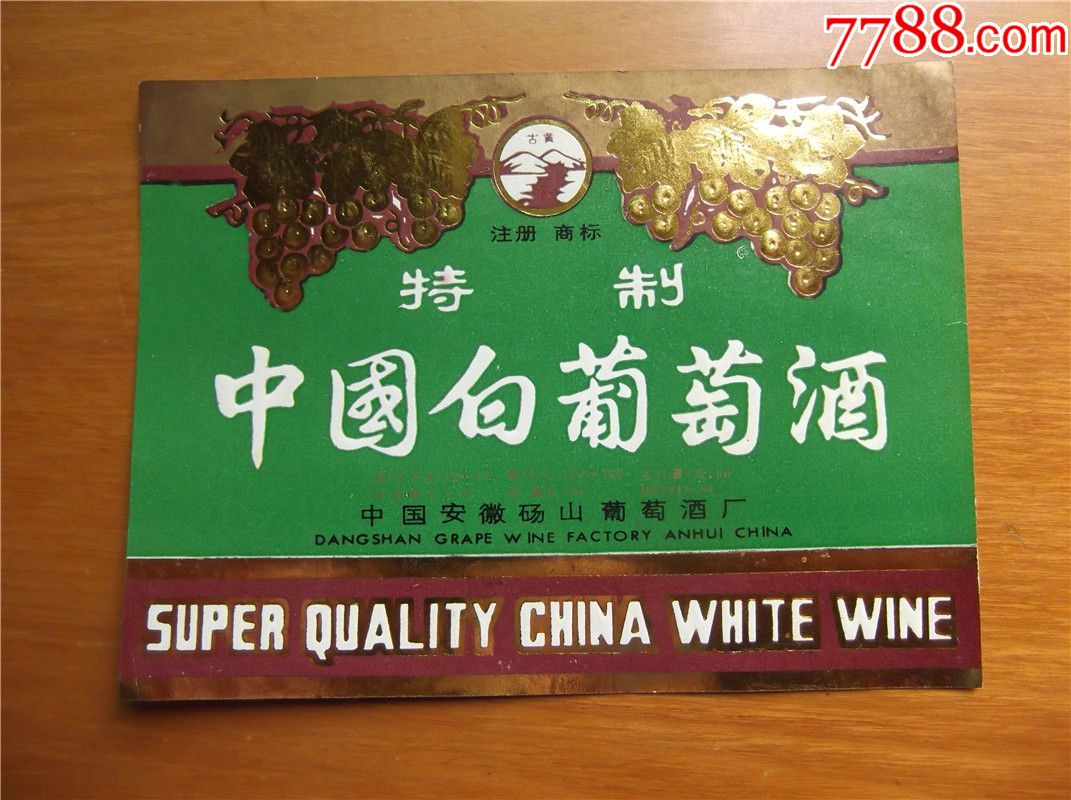 7788.com
古黄
注册 商标
特 制
中國白葡萄酒
中国安徽砀山葡萄酒厂
DANGSHAN GRAPE WINE FACTORY ANHUI CHINA
SUPER QUALITY CHINA WHITE WINE